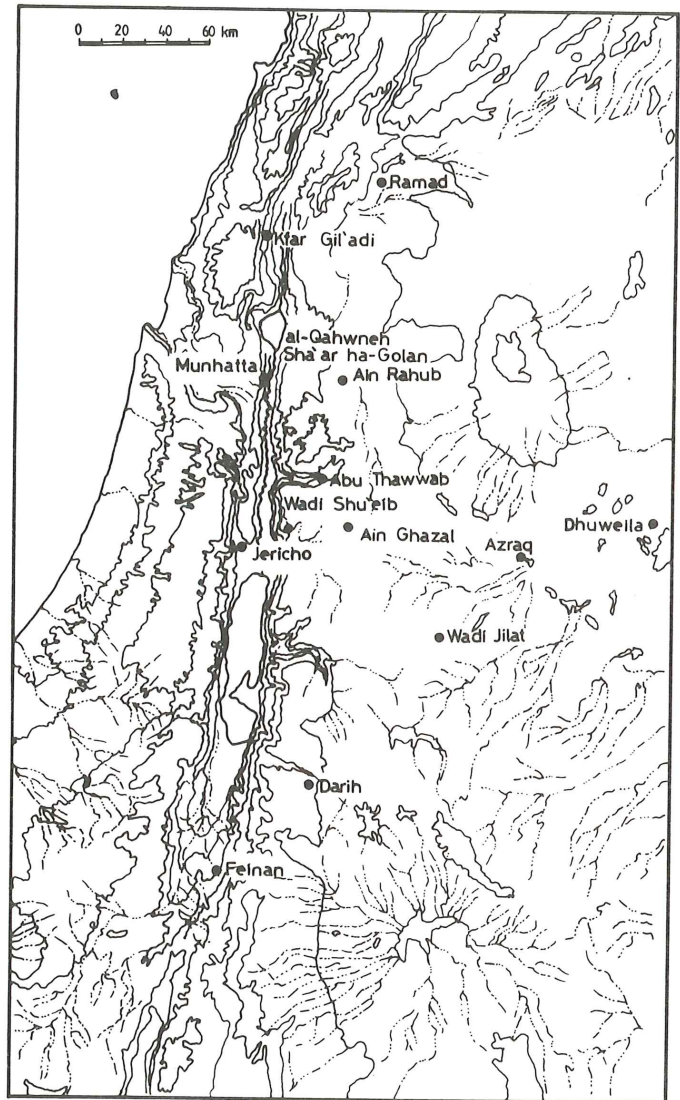 0 20 40 60 km
Ramad
Kfar Gil`adi
al-Qahwneh
Sha`ar ha-Golan
Munhatta
Ain Rahub
Abu Thawwab
Wadi Shu'eib
Ain Ghazal
Dhuweila
Jericho
Azraq
Wadi Jilat
Darih
Feinan